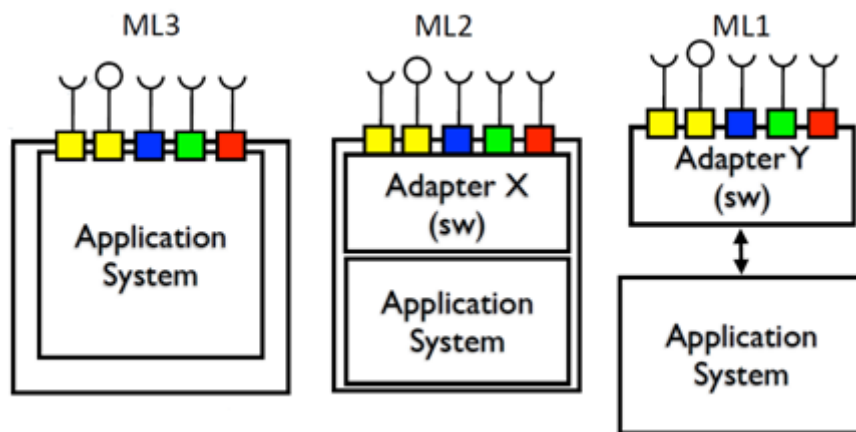 ML3
ML2
ML1
Application
System
Adapter X
(sw)
Application
System
Adapter Y
(sw)
Application
System